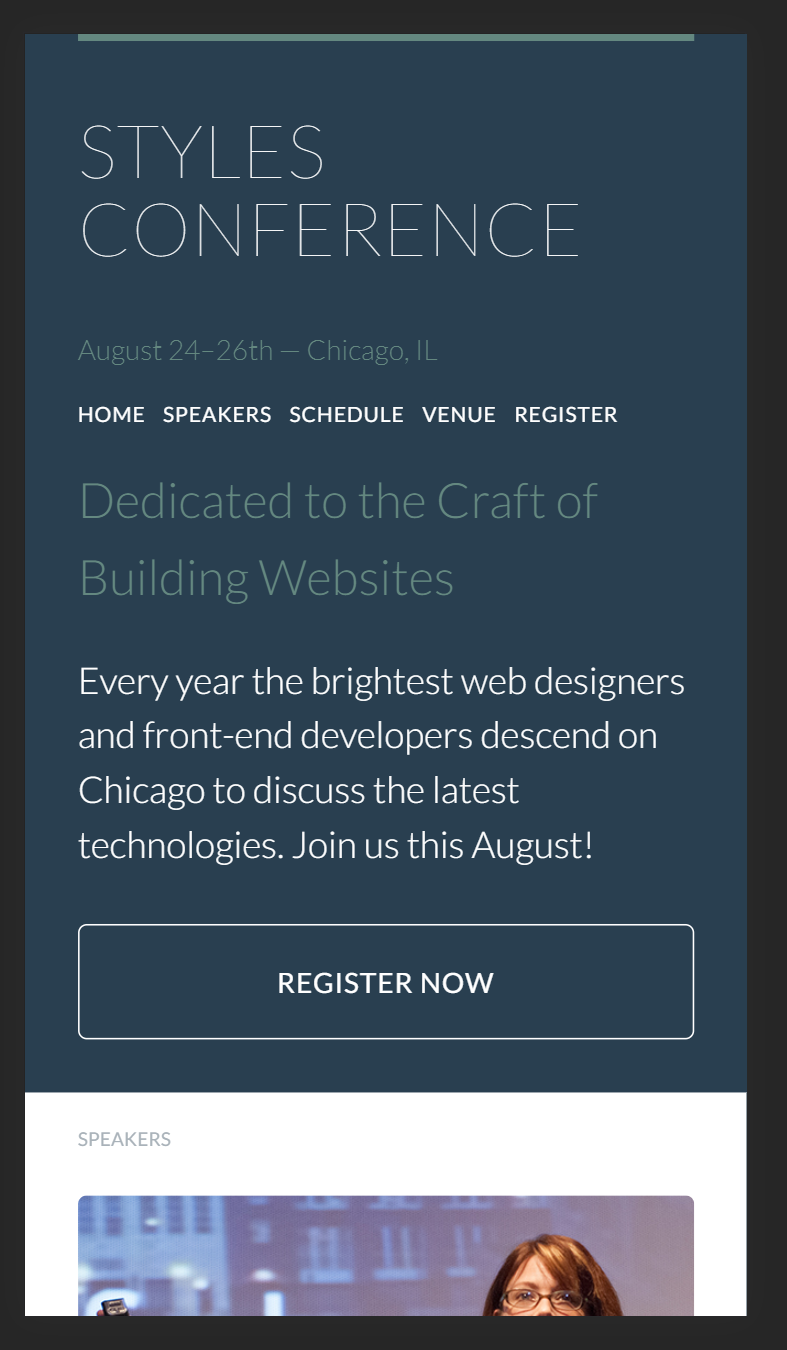 STYLES
CONFERENCE
August 24–26th — Chicago, IL
HOME SPEAKERS SCHEDULE VENUE REGISTER
Dedicated to the Craft of
Building Websites
Every year the brightest web designers
and front-end developers descend on
Chicago to discuss the latest
technologies. Join us this August!
REGISTER NOW
SPEAKERS